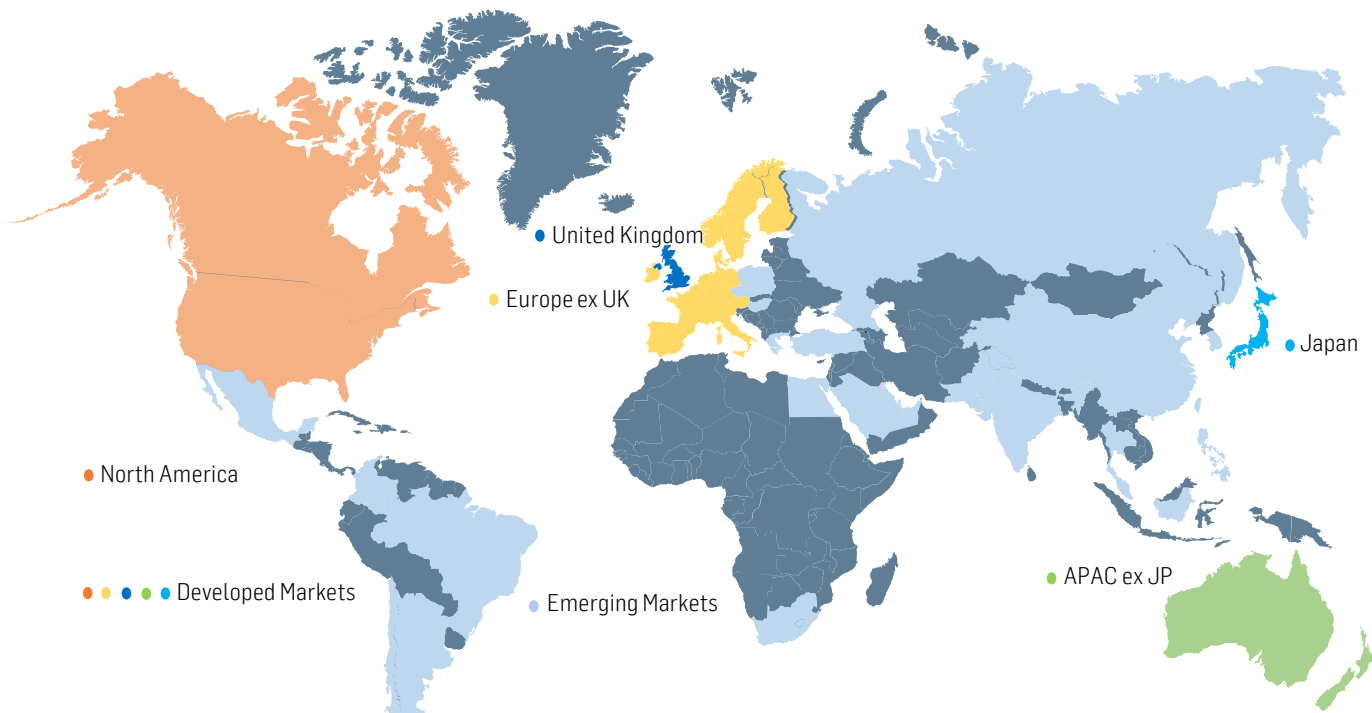 United Kingdom
Europe ex UK
Japan
North America
APAC ex JP
Developed Markets
Emerging Markets